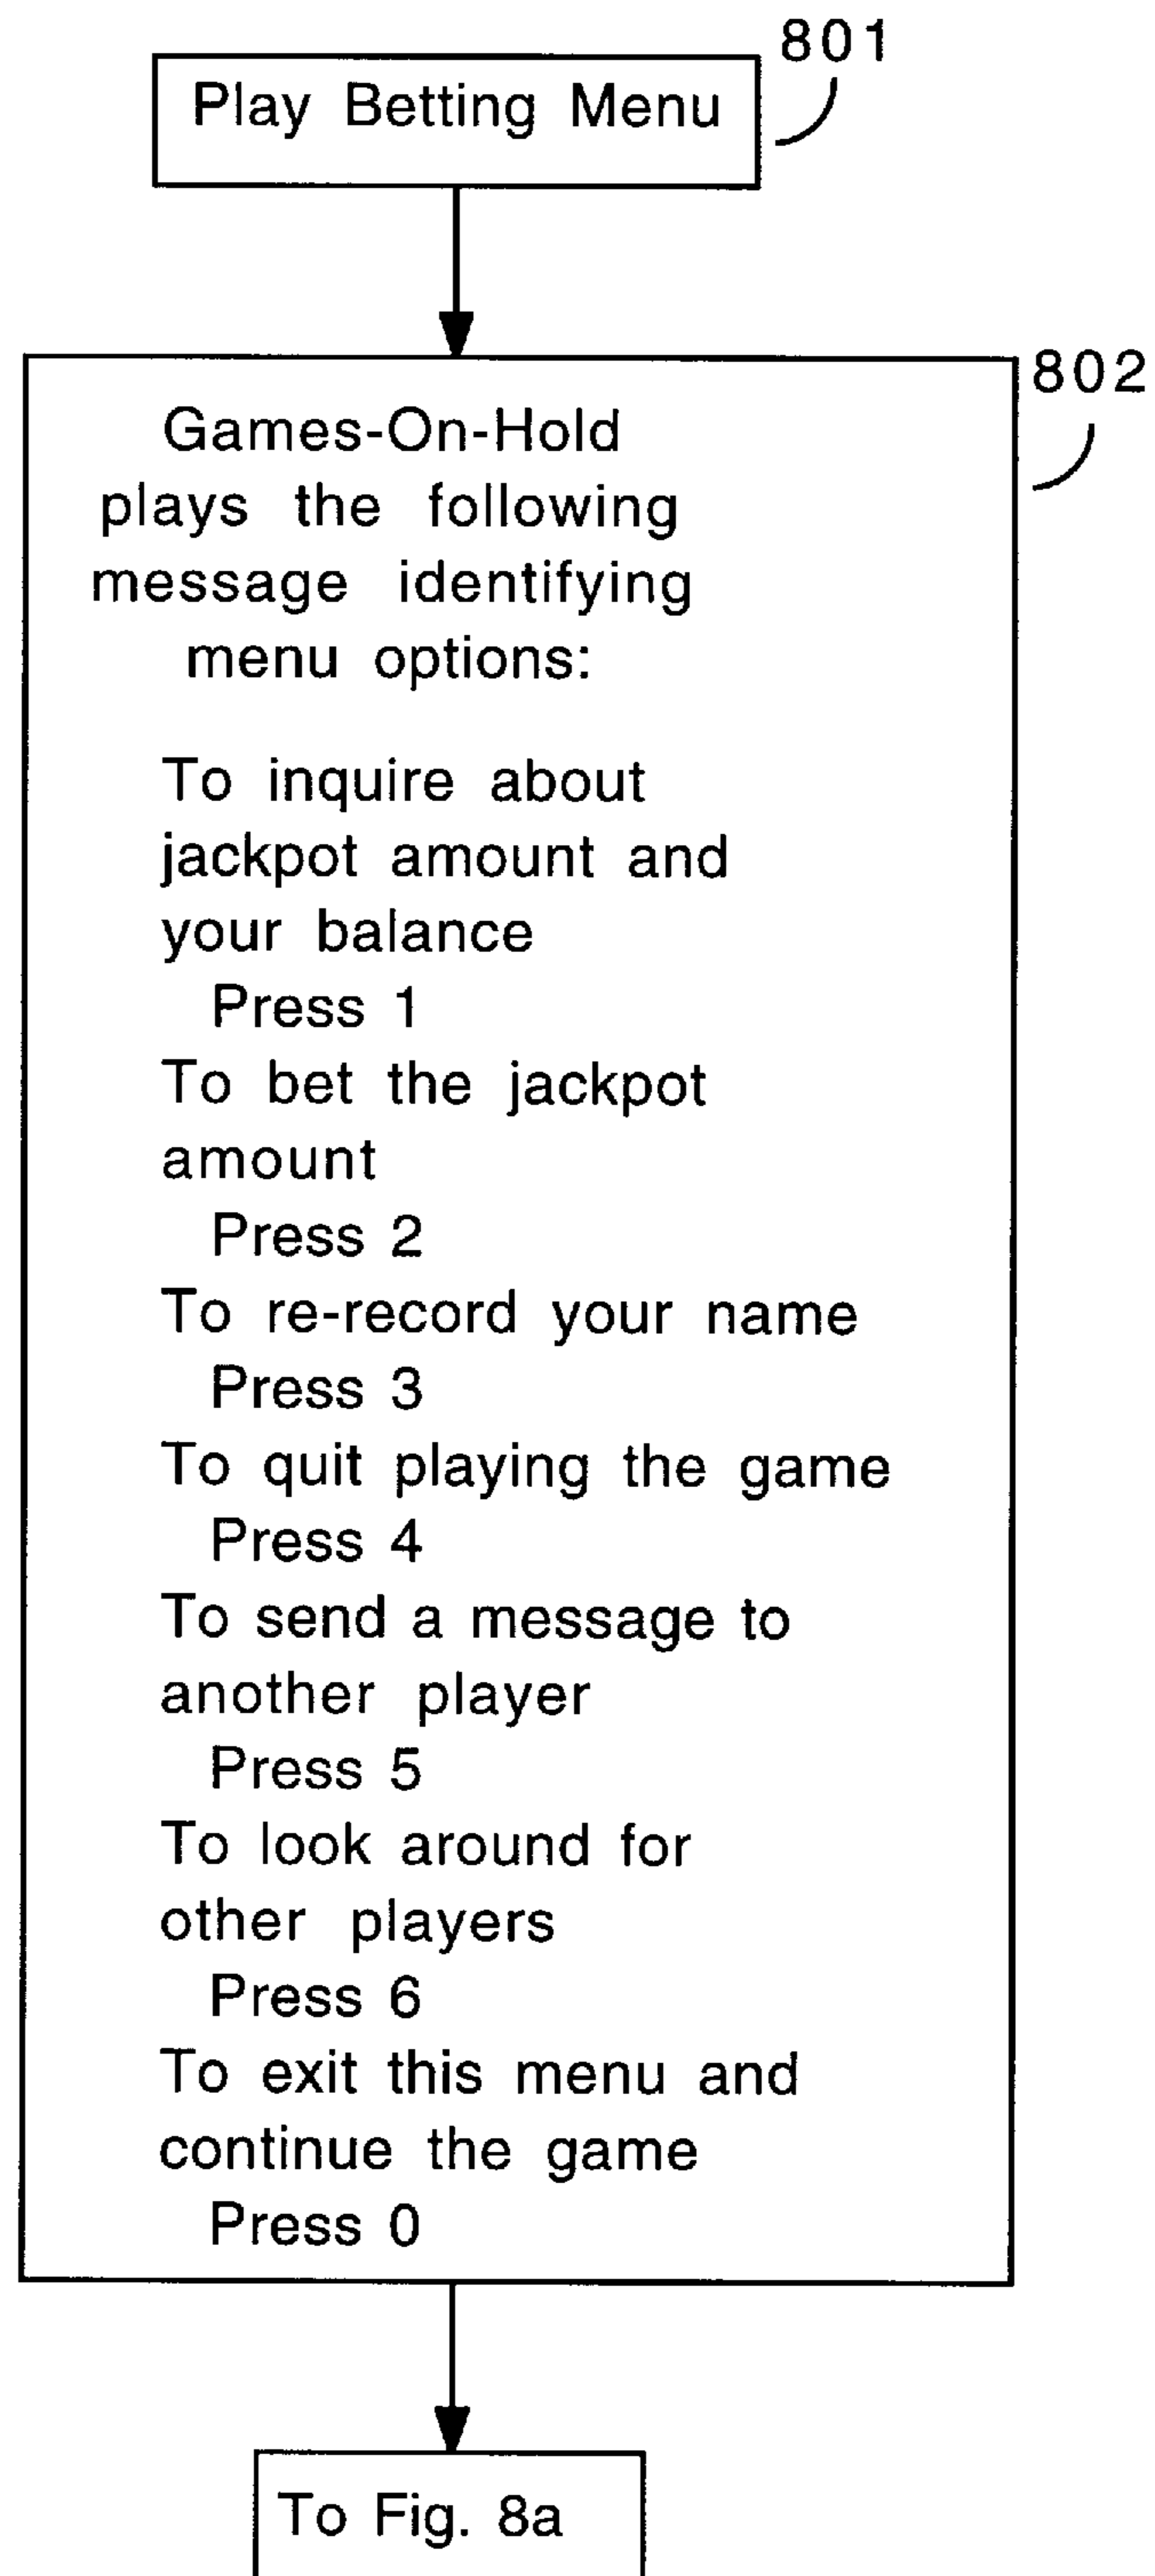 801
Play Betting Menu
802
Games-On-Hold
plays the following
message identifying
menu options:
To inquire about
jackpot amount and
your balance
Press 1
To bet the jackpot
amount
Press 2
To re-record your name
Press 3
To quit playing the game
Press 4
To send a message to
another player
Press 5
To look around for
other players
Press 6
To exit this menu and
continue the game
Press 0
To Fig. 8a